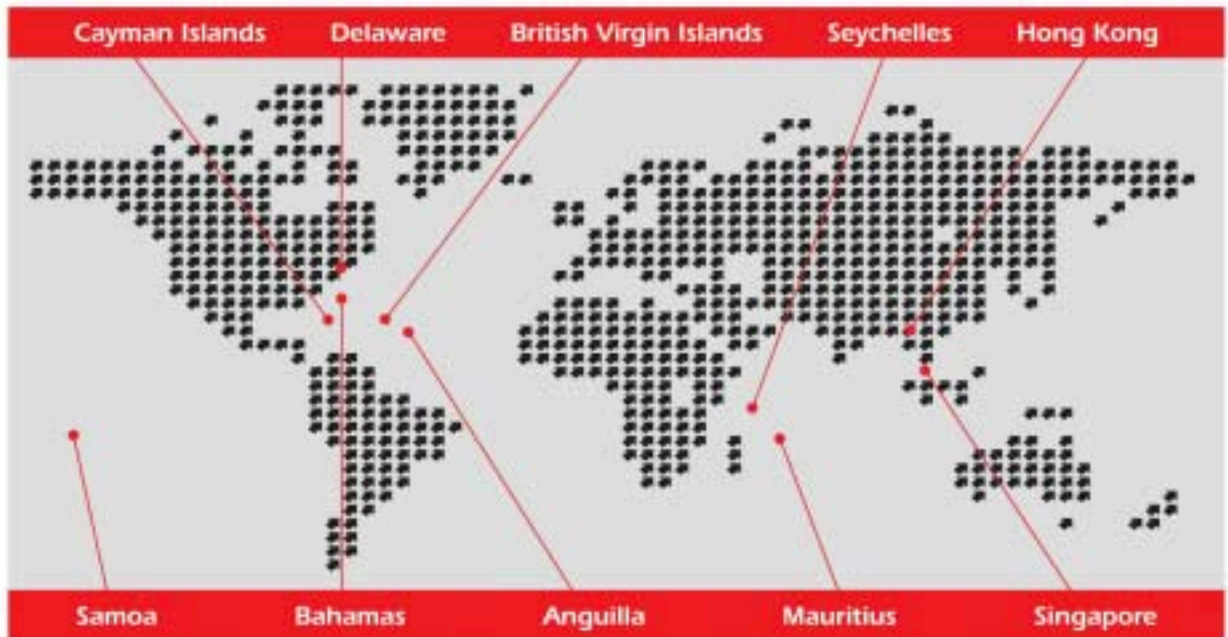 Cayman Islands Delaware British Virgin Islands Seychelles Hong Kong
Samoa Bahamas Anguilla Mauritius Singapore